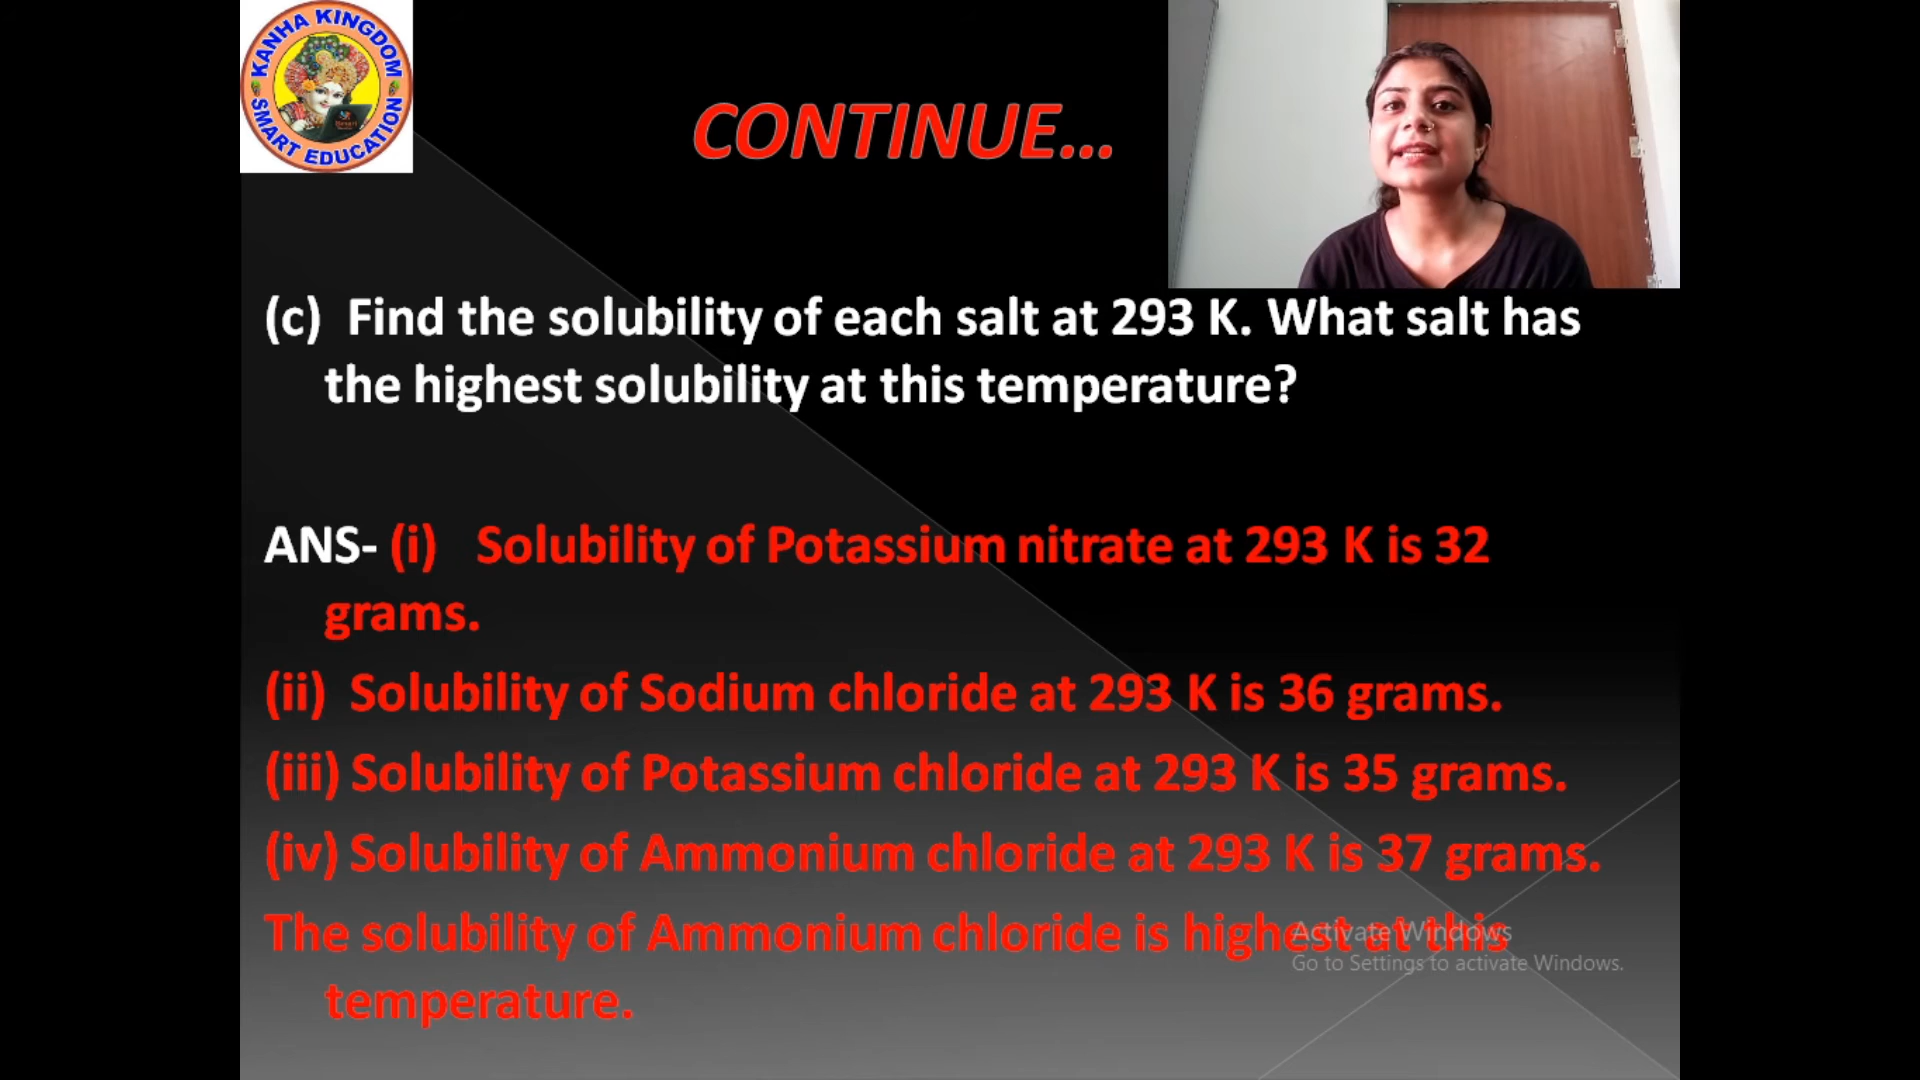 KANHA KINGDOM
SMART EDUCATION
CONTINUE...
(c) Find the solubility of each salt at 293 K. What salt has
the highest solubility at this temperature?
ANS- (i) Solubility of Potassium nitrate at 293 K is 32
grams.
(ii) Solubility of Sodium chloride at 293 K is 36 grams.
(iii) Solubility of Potassium chloride at 293 K is 35 grams.
(iv) Solubility of Ammonium chloride at 293 K is 37 grams.
The solubility of Ammonium chloride is highest at this
temperature.
Activate Windows
Go to Settings to activate Windows.